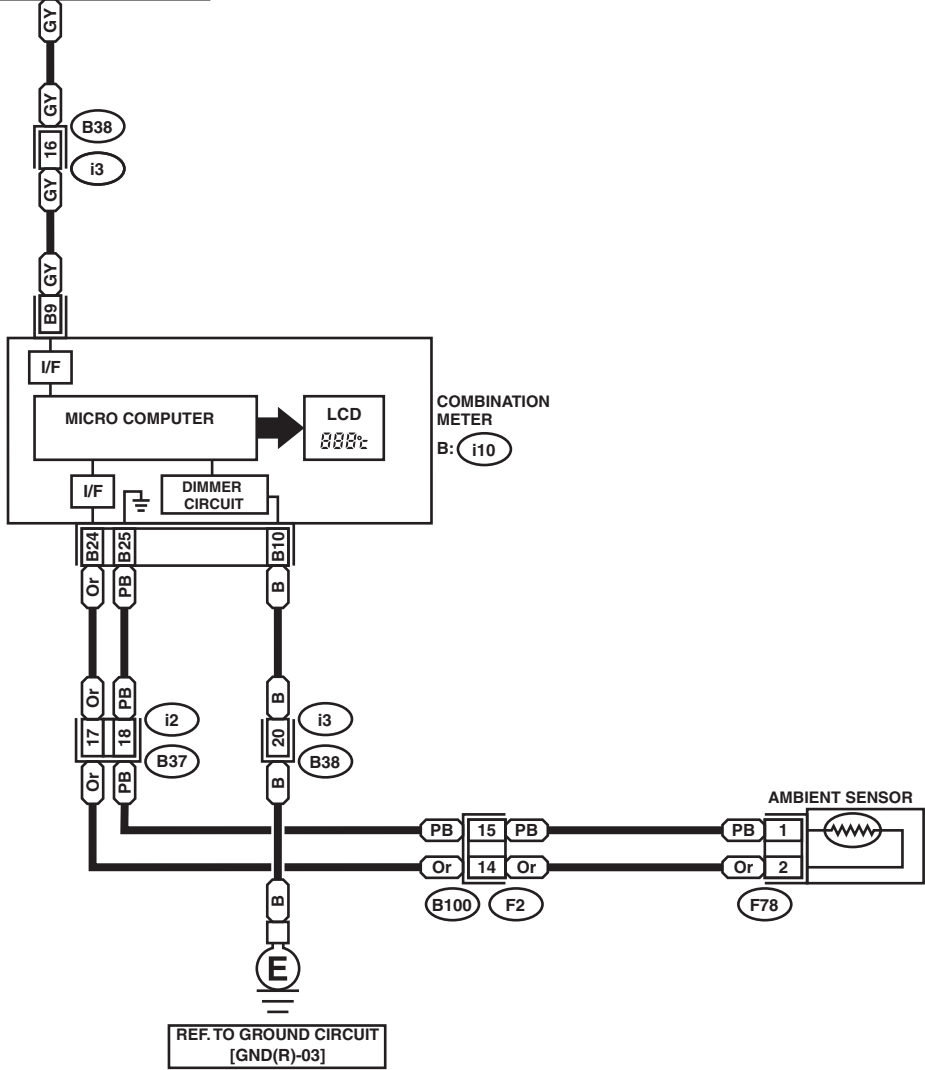 GY
GY
B38
16
i3
GY
GY
B9
I/F
MICRO COMPUTER
LCD
888°c
COMBINATION
METER
B: i10
I/F
DIMMER
CIRCUIT
B24
B25
B10
Or
PB
B
Or
PB
B
17
18
i2
B37
20
i3
B38
Or
PB
B
AMBIENT SENSOR
PB
15
PB
PB
1
Or
14
Or
Or
2
B100
F2
F78
B
E
REF. TO GROUND CIRCUIT
[GND(R)-03]